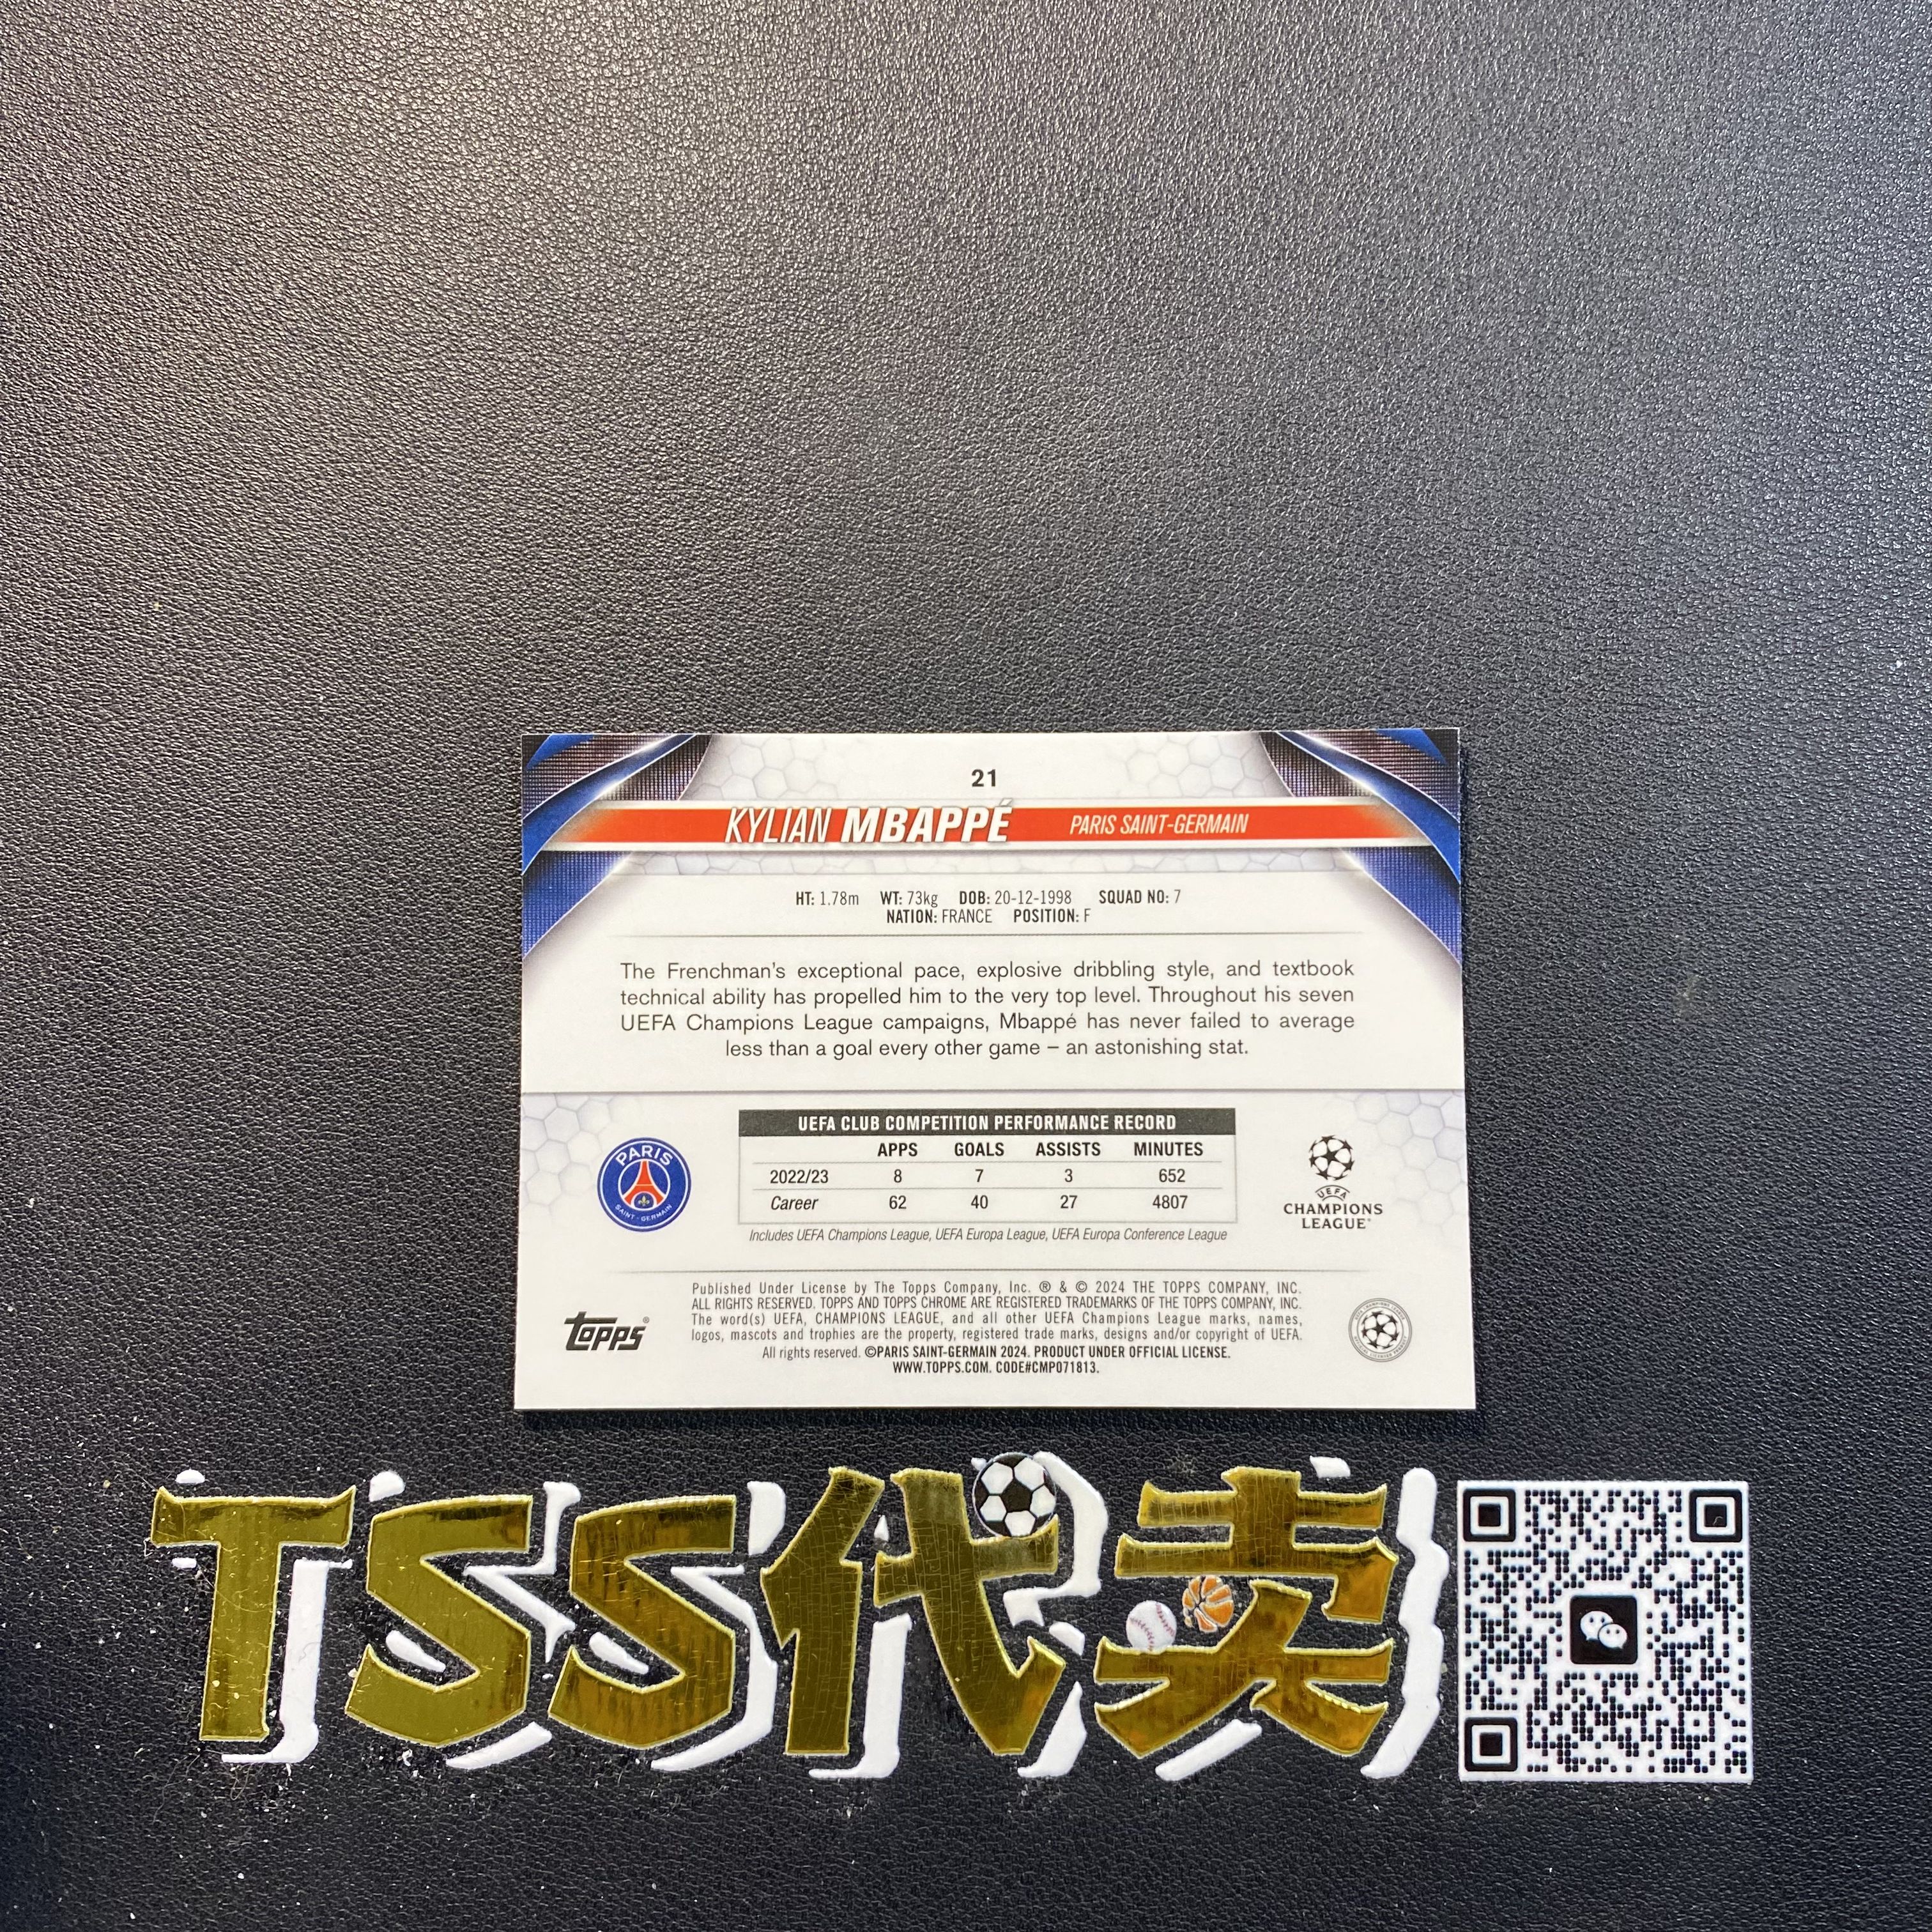 21
KYLIAN MBAPPÉ PARIS SAINT-GERMAIN
HT: 1.78m WT: 73kg DOB: 20-12-1998 SQUAD NO: 7
NATION: FRANCE POSITION: F
The Frenchman's exceptional pace, explosive dribbling style, and textbook
technical ability has propelled him to the very top level. Throughout his seven
UEFA Champions League campaigns, Mbappé has never failed to average
less than a goal every other game – an astonishing stat.
UEFA CLUB COMPETITION PERFORMANCE RECORD
APPS GOALS ASSISTS MINUTES
2022/23 8 7 3 652
Career 62 40 27 4807
Includes UEFA Champions League, UEFA Europa League, UEFA Europa Conference League
PARIS
SAINT-GERMAIN
UEFA
CHAMPIONS
LEAGUE
topps®
Published Under License by The Topps Company, Inc. ® & © 2024 THE TOPPS COMPANY, INC.
ALL RIGHTS RESERVED. TOPPS AND TOPPS CHROME ARE REGISTERED TRADEMARKS OF THE TOPPS COMPANY, INC.
The word(s) UEFA, CHAMPIONS LEAGUE, and all other UEFA Champions League marks, names,
logos, mascots and trophies are the property, registered trade marks, designs and/or copyright of UEFA.
All rights reserved. ©PARIS SAINT-GERMAIN 2024. PRODUCT UNDER OFFICIAL LICENSE.
WWW.TOPPS.COM. CODE#CMP071813.
TSS代卖